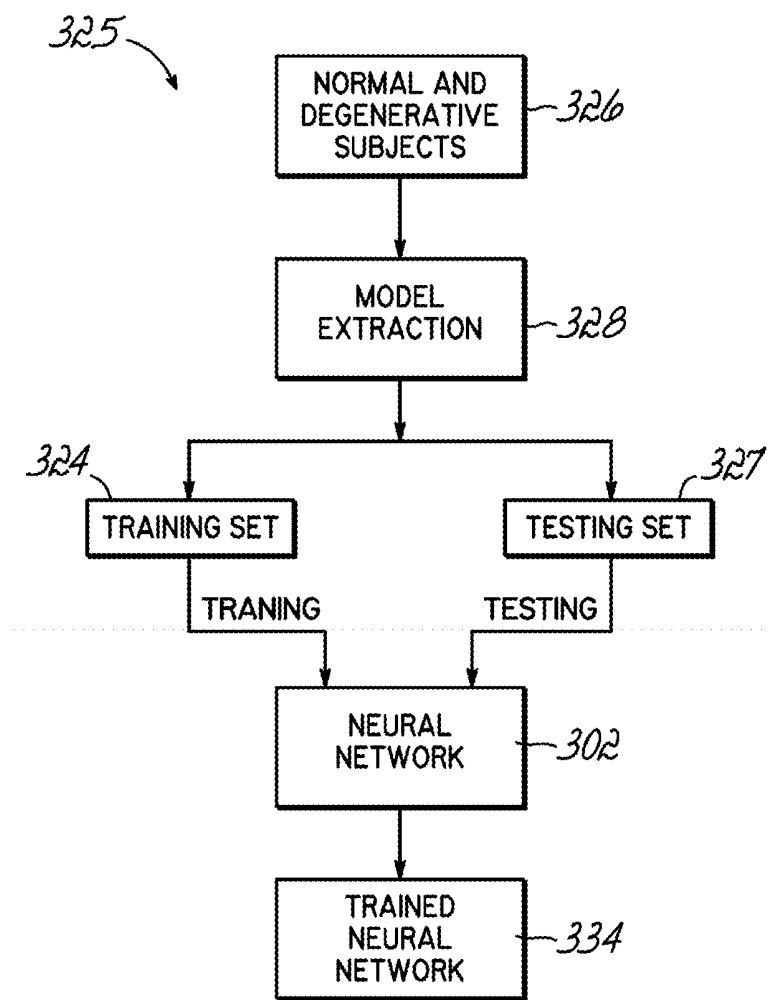 325
NORMAL AND
DEGENERATIVE
SUBJECTS
326
MODEL
EXTRACTION
328
324
327
TRAINING SET
TESTING SET
TRANING
TESTING
NEURAL
NETWORK
302
TRAINED
NEURAL
NETWORK
334